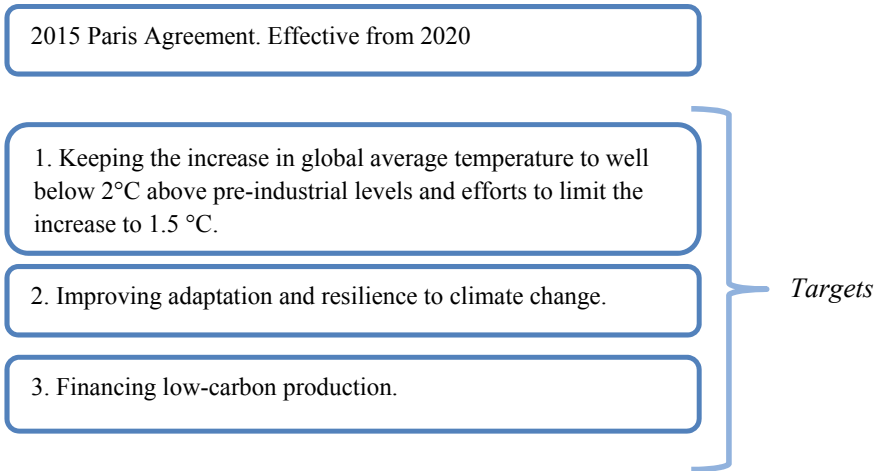 2015 Paris Agreement. Effective from 2020
1. Keeping the increase in global average temperature to well
below 2°C above pre-industrial levels and efforts to limit the
increase to 1.5 °C.
2. Improving adaptation and resilience to climate change.
3. Financing low-carbon production.
Targets